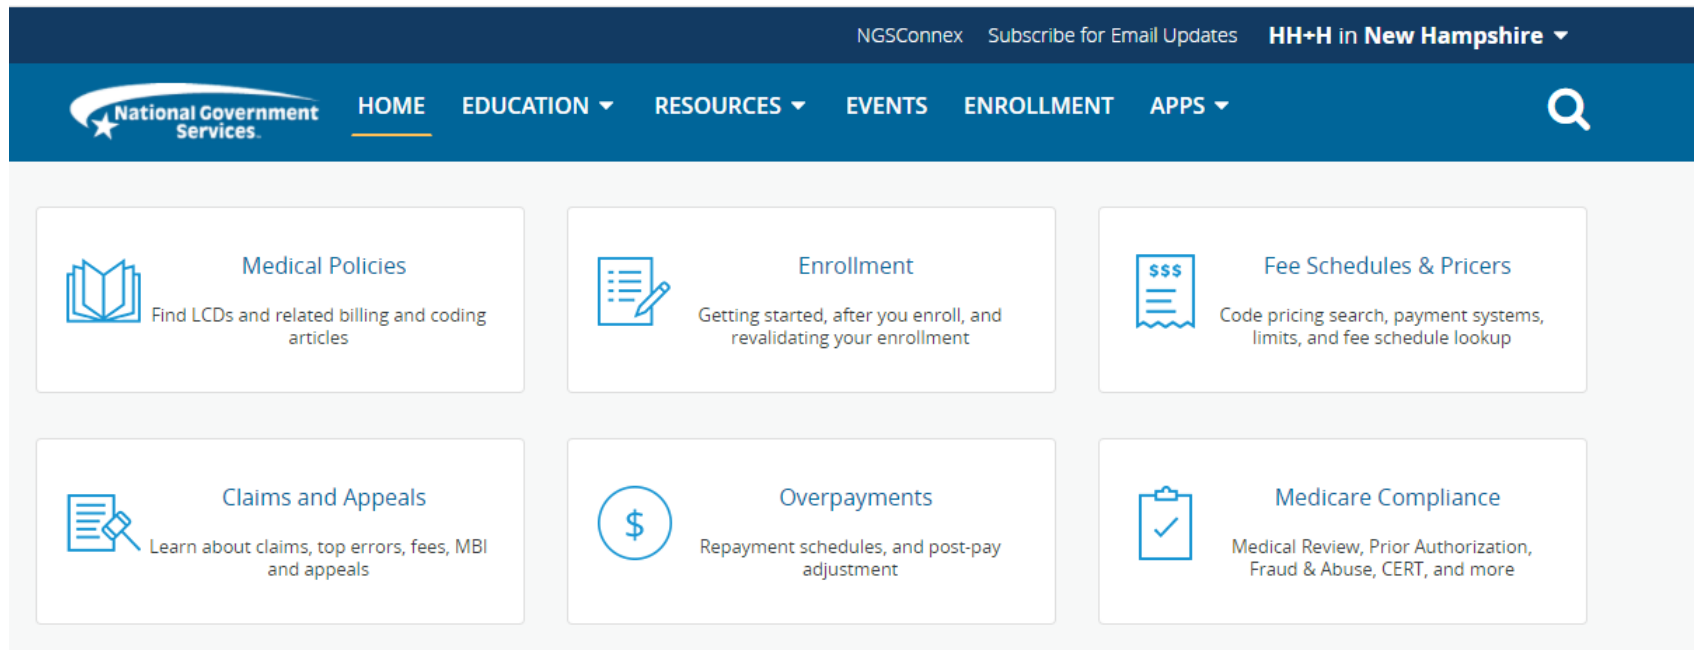 NGSConnex Subscribe for Email Updates HH+H in New Hampshire
National Government
Services.
HOME EDUCATION RESOURCES EVENTS ENROLLMENT APPS
Medical Policies
Find LCDs and related billing and coding
articles
Enrollment
Getting started, after you enroll, and
revalidating your enrollment
$$$
Fee Schedules & Pricers
Code pricing search, payment systems,
limits, and fee schedule lookup
Claims and Appeals
Learn about claims, top errors, fees, MBI
and appeals
$
Overpayments
Repayment schedules, and post-pay
adjustment
Medicare Compliance
Medical Review, Prior Authorization,
Fraud & Abuse, CERT, and more